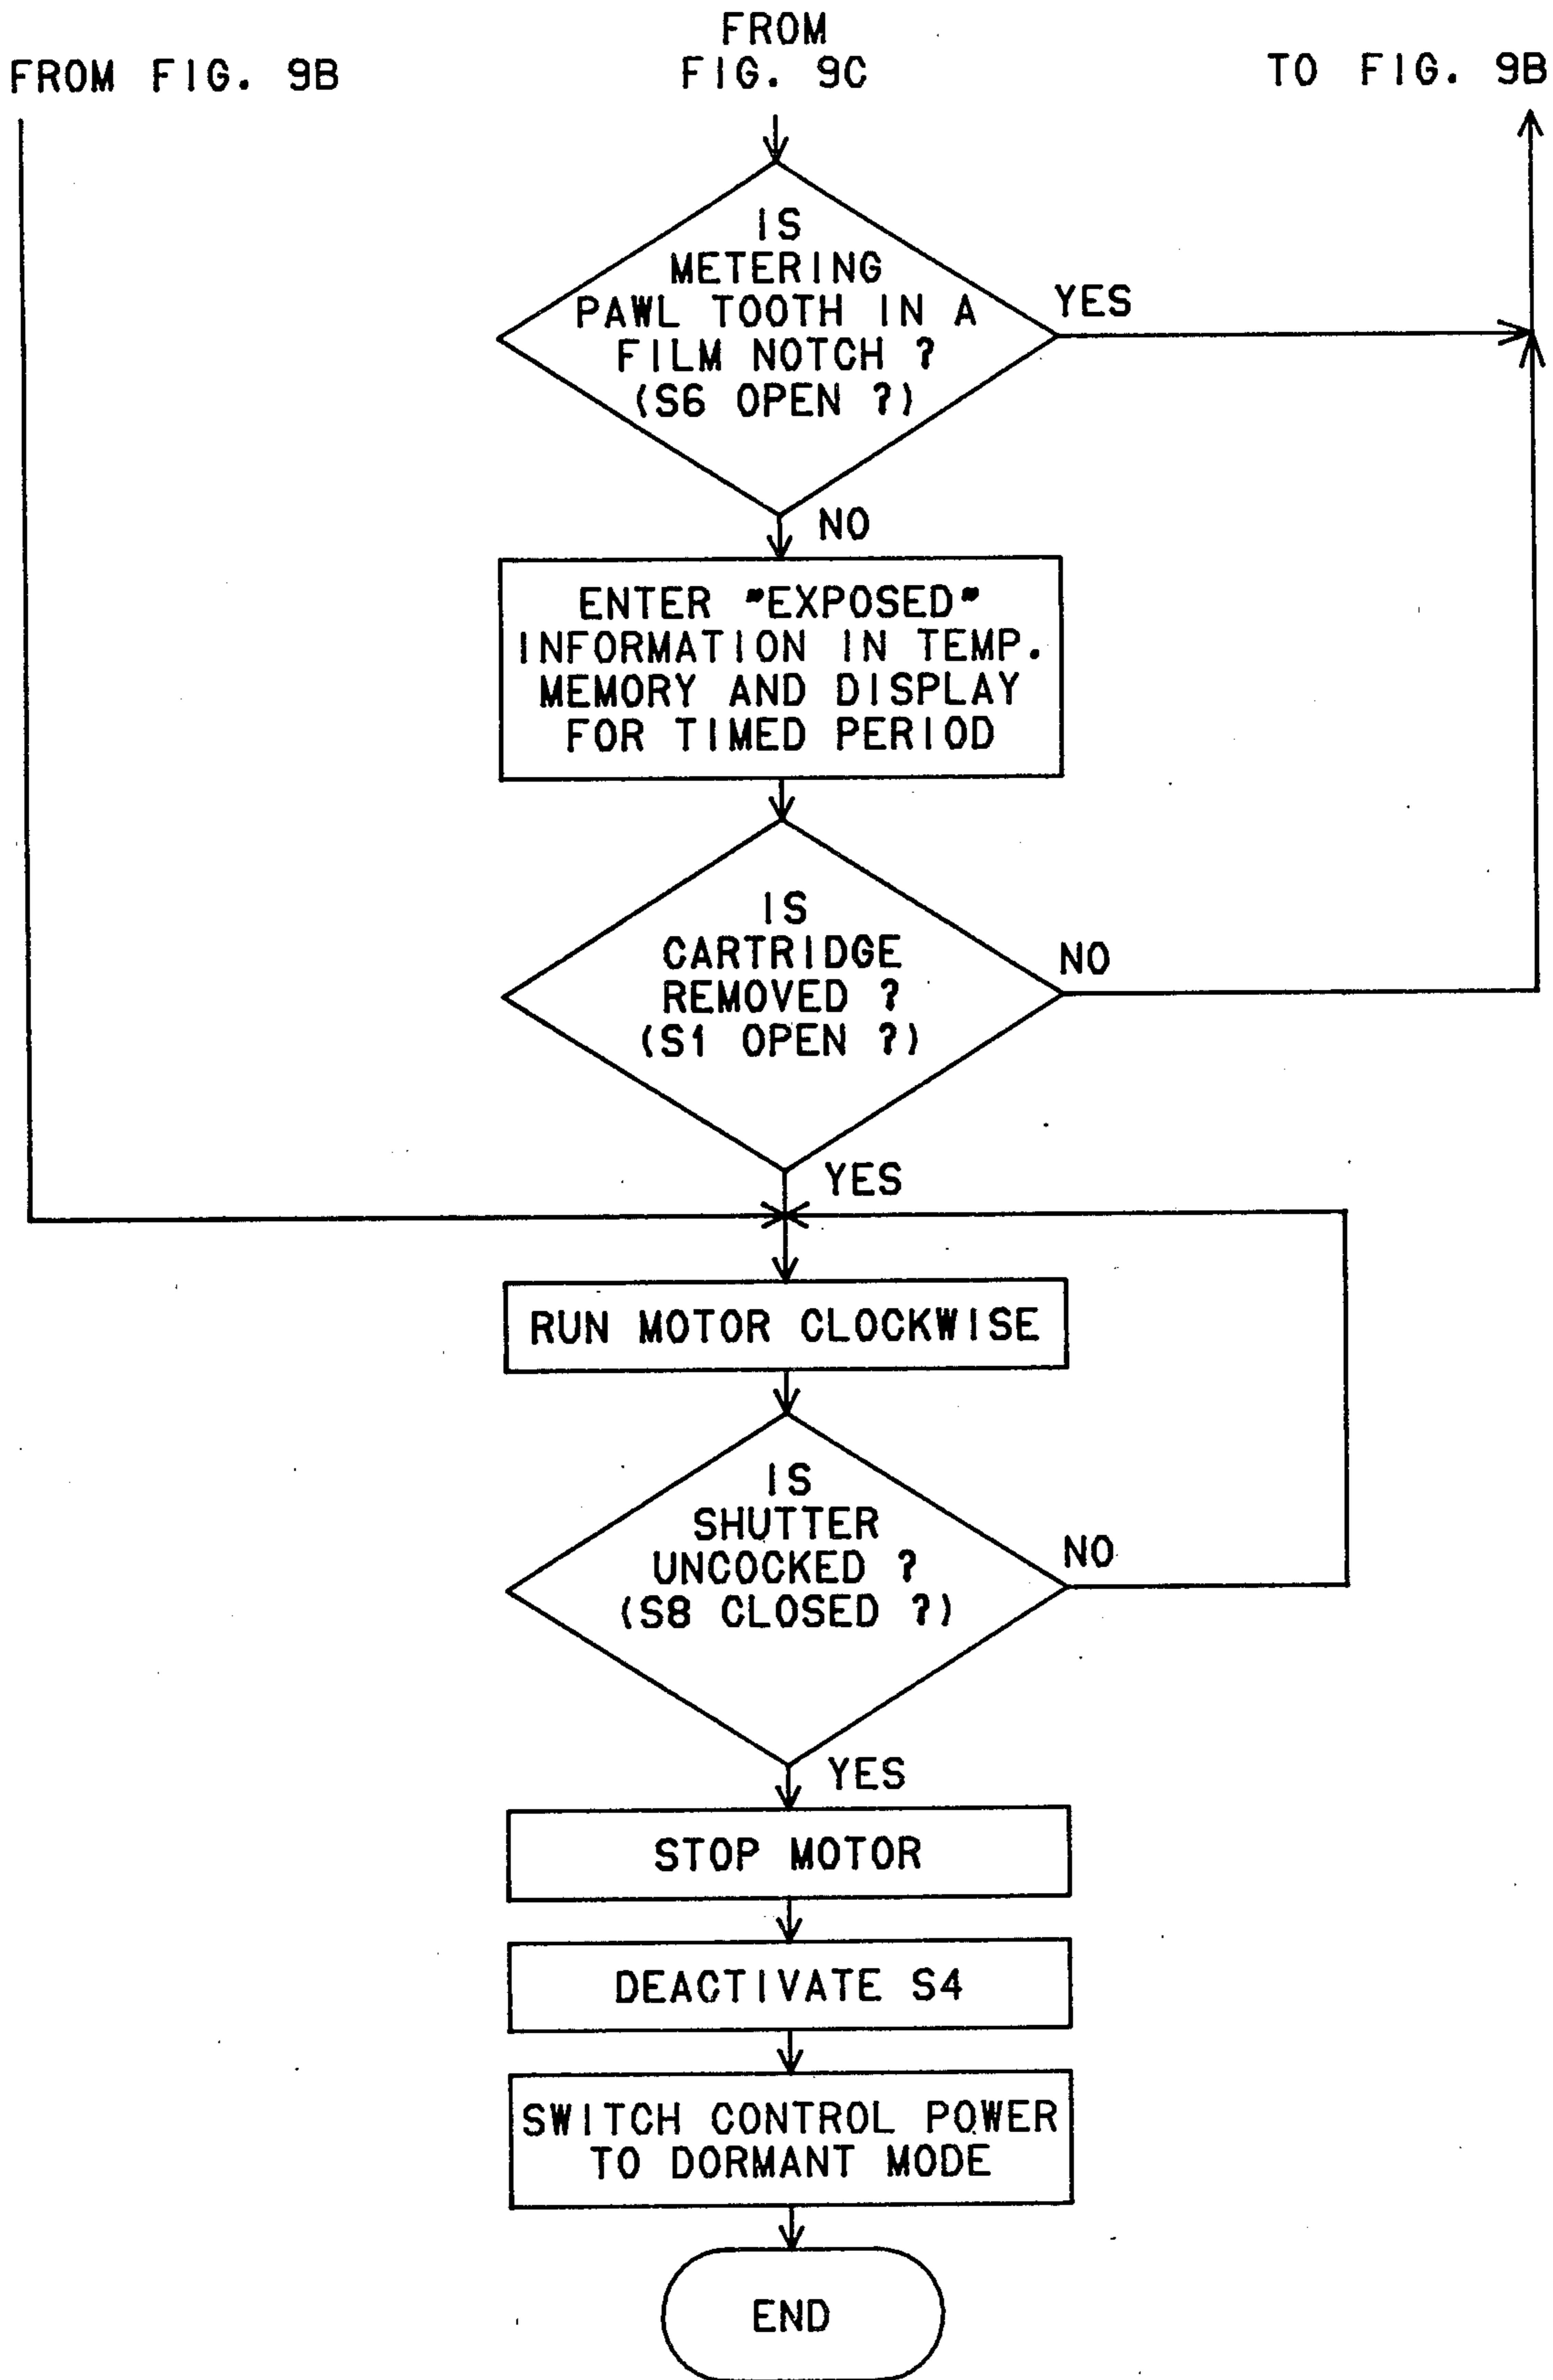 FROM FIG. 9B
FROM
FIG. 9C
TO FIG. 9B
IS
METERING
PAWL TOOTH IN A
FILM NOTCH ?
(S6 OPEN ?)
YES
NO
ENTER "EXPOSED"
INFORMATION IN TEMP.
MEMORY AND DISPLAY
FOR TIMED PERIOD
IS
CARTRIDGE
REMOVED ?
(S1 OPEN ?)
NO
YES
RUN MOTOR CLOCKWISE
IS
SHUTTER
UNCOCKED ?
(S8 CLOSED ?)
NO
YES
STOP MOTOR
DEACTIVATE S4
SWITCH CONTROL POWER
TO DORMANT MODE
END